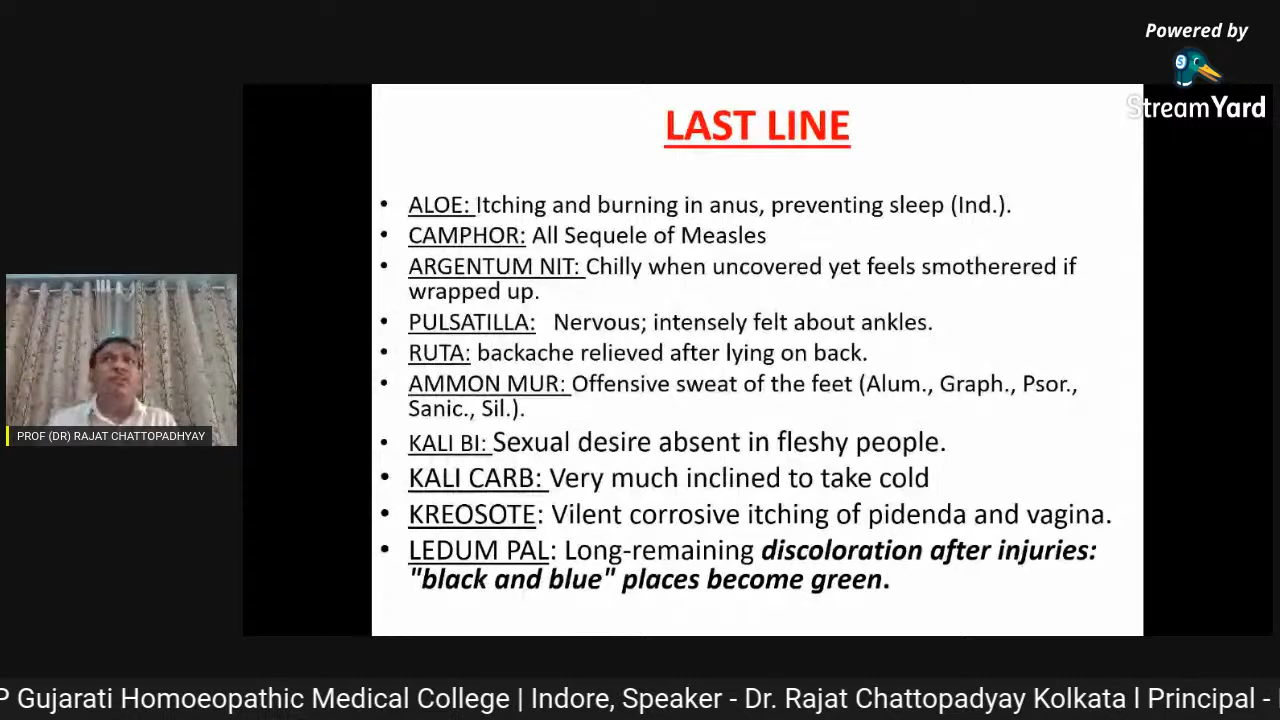 Powered by
StreamYard
LAST LINE
• ALOE: Itching and burning in anus, preventing sleep (Ind.).
• CAMPHOR: All Sequele of Measles
• ARGENTUM NIT: Chilly when uncovered yet feels smotherered if
wrapped up.
• PULSATILLA: Nervous; intensely felt about ankles.
• RUTA: backache relieved after lying on back.
• AMMON MUR: Offensive sweat of the feet (Alum., Graph., Psor.,
Sanic., Sil.).
• KALI BI: Sexual desire absent in fleshy people.
• KALI CARB: Very much inclined to take cold
• KREOSOTE: Vilent corrosive itching of pidenda and vagina.
• LEDUM PAL: Long-remaining discoloration after injuries:
"black and blue" places become green.
PROF (DR) RAJAT CHATTOPADHYAY
P Gujarati Homoeopathic Medical College | Indore, Speaker - Dr. Rajat Chattopadyay Kolkata l Principal -